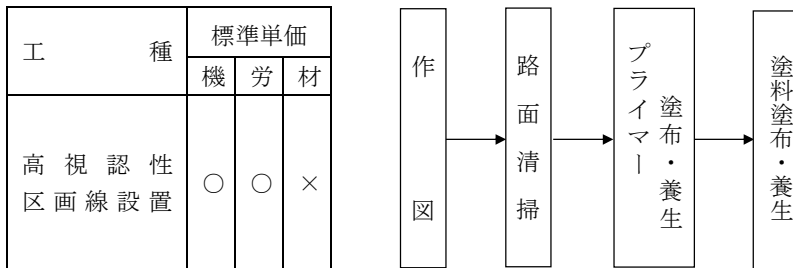 工種
標準単価
機 労 材
高視認性
区画線設置
○ ○ ×
作図
路面清掃
プライマー
塗布・養生
塗料塗布・養生